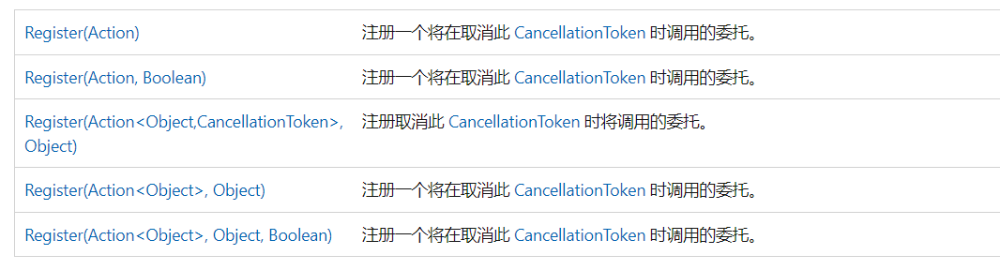 Register(Action) 注册一个将在取消此 CancellationToken 时调用的委托。
Register(Action, Boolean) 注册一个将在取消此 CancellationToken 时调用的委托。
Register(Action<Object,CancellationToken>, 注册取消此 CancellationToken 时将调用的委托。
Object)
Register(Action<Object>, Object) 注册一个将在取消此 CancellationToken 时调用的委托。
Register(Action<Object>, Object, Boolean) 注册一个将在取消此 CancellationToken 时调用的委托。